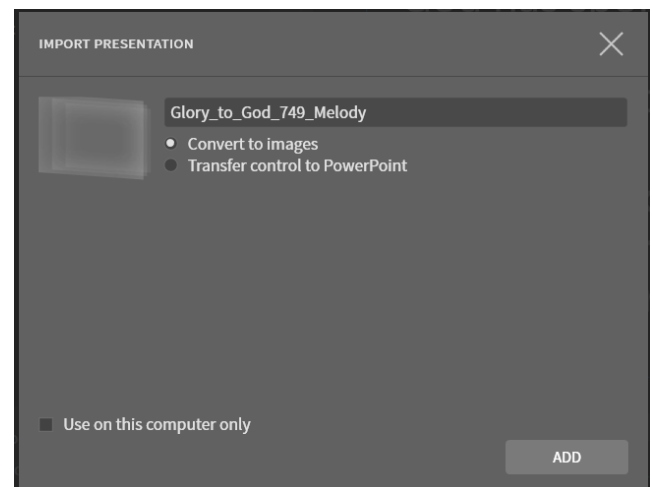 IMPORT PRESENTATION
Glory_to_God_749_Melody
Convert to images
Transfer control to PowerPoint
Use on this computer only
ADD